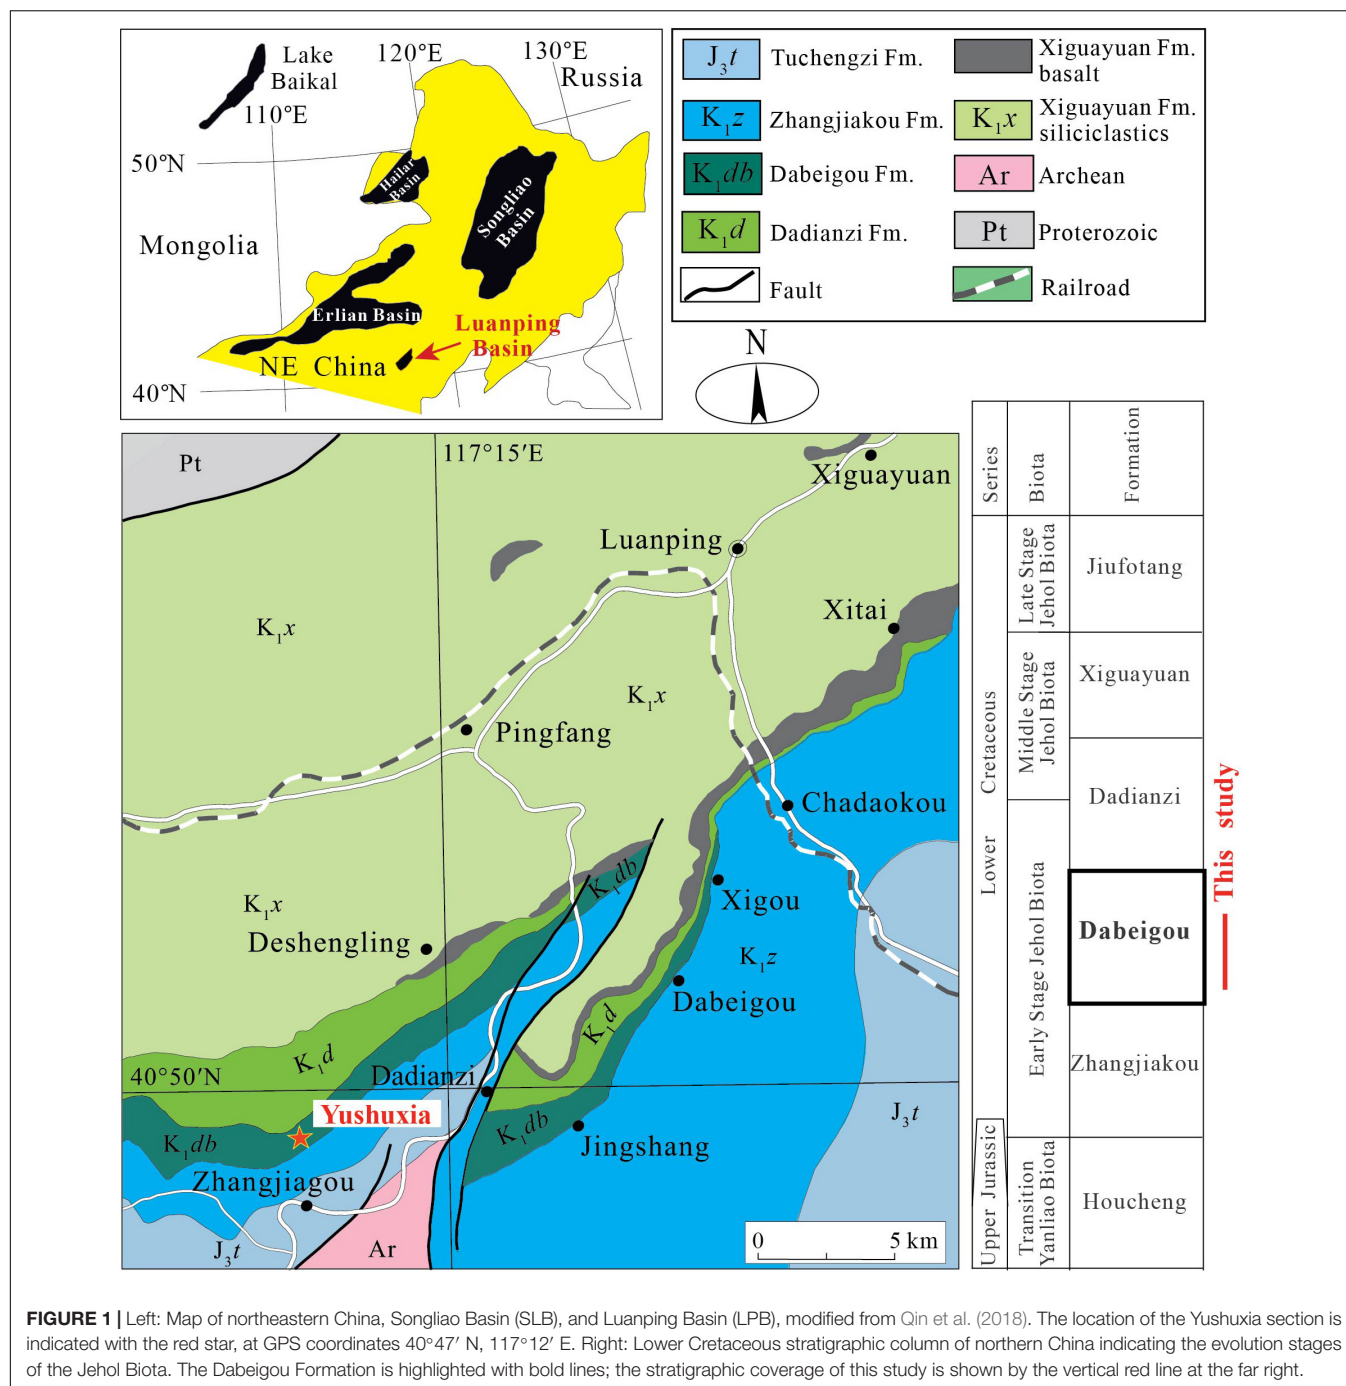 Lake
Baikal
120°E
130°E
Russia
110°E
50°N
Hailar
Basin
Songliao
Basin
Mongolia
Erlian Basin
Luanping
Basin
NE China
40°N
J3t
Tuchengzi Fm.
K1z
Zhangjiakou Fm.
K1db
Dabeigou Fm.
K1d
Dadianzi Fm.
Fault
Xiguayuan Fm.
basalt
K1x
Xiguayuan Fm.
siliciclastics
Ar
Archean
Pt
Proterozoic
Railroad
N
Pt
117°15′E
Xiguayuan
Luanping
Xitai
K1x
K1x
Pingfang
Chadaokou
K1db
K1x
Deshengling
Xigou
K1z
Dabeigou
K1d
K1d
40°50′N
Dadianzi
Yushuxia
K1db
K1db
Jingshang
J3t
Zhangjiagou
J3t
Ar
0
5 km
Series
Biota
Formation
Lower Cretaceous
Upper Jurassic
Late Stage
Jehol Biota
Middle Stage
Jehol Biota
Early Stage Jehol Biota
Transition
Yanliao Biota
Jiufotang
Xiguayuan
Dadianzi
Dabeigou
Zhangjiakou
Houcheng
This study
FIGURE 1 | Left: Map of northeastern China, Songliao Basin (SLB), and Luanping Basin (LPB), modified from Qin et al. (2018). The location of the Yushuxia section is
indicated with the red star, at GPS coordinates 40°47′ N, 117°12′ E. Right: Lower Cretaceous stratigraphic column of northern China indicating the evolution stages
of the Jehol Biota. The Dabeigou Formation is highlighted with bold lines; the stratigraphic coverage of this study is shown by the vertical red line at the far right.